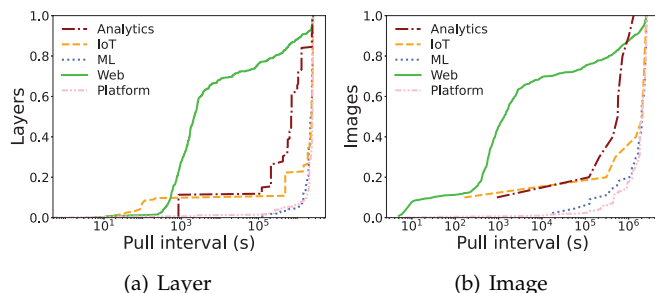 1.0
0.8
0.6
0.4
0.2
0.0
Layers
Analytics
IoT
ML
Web
Platform
10¹
10³
10⁵
Pull interval (s)
(a) Layer
1.0
0.8
0.6
0.4
0.2
0.0
Images
Analytics
IoT
ML
Web
Platform
10¹
10²
10³
10⁴
10⁵
10⁶
Pull interval (s)
(b) Image